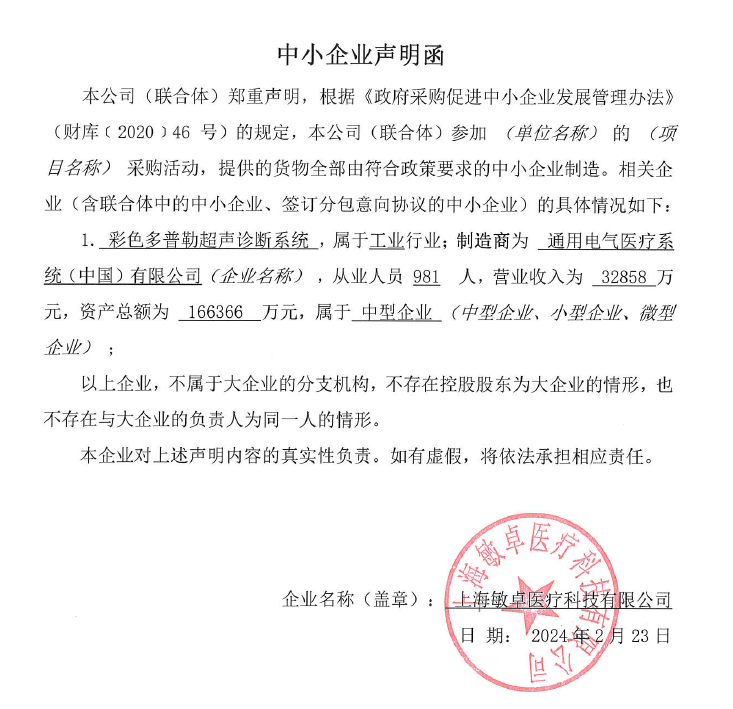 中小企业声明函
本公司（联合体）郑重声明，根据《政府采购促进中小企业发展管理办法》
（财库﹝2020﹞46 号）的规定，本公司（联合体）参加 （单位名称） 的 （项
目名称） 采购活动，提供的货物全部由符合政策要求的中小企业制造。相关企
业（含联合体中的中小企业、签订分包意向协议的中小企业）的具体情况如下：
1. 彩色多普勒超声诊断系统 ，属于工业行业；制造商为 通用电气医疗系
统（中国）有限公司（企业名称） ，从业人员 981 人，营业收入为 32858 万
元，资产总额为 166366 万元，属于 中型企业 （中型企业、小型企业、微型
企业） ；
以上企业，不属于大企业的分支机构，不存在控股股东为大企业的情形，也
不存在与大企业的负责人为同一人的情形。
本企业对上述声明内容的真实性负责。如有虚假，将依法承担相应责任。
企业名称（盖章）： 上海敏卓医疗科技有限公司
日 期： 2024 年 2 月 23 日
上海敏卓医疗科技有限公司